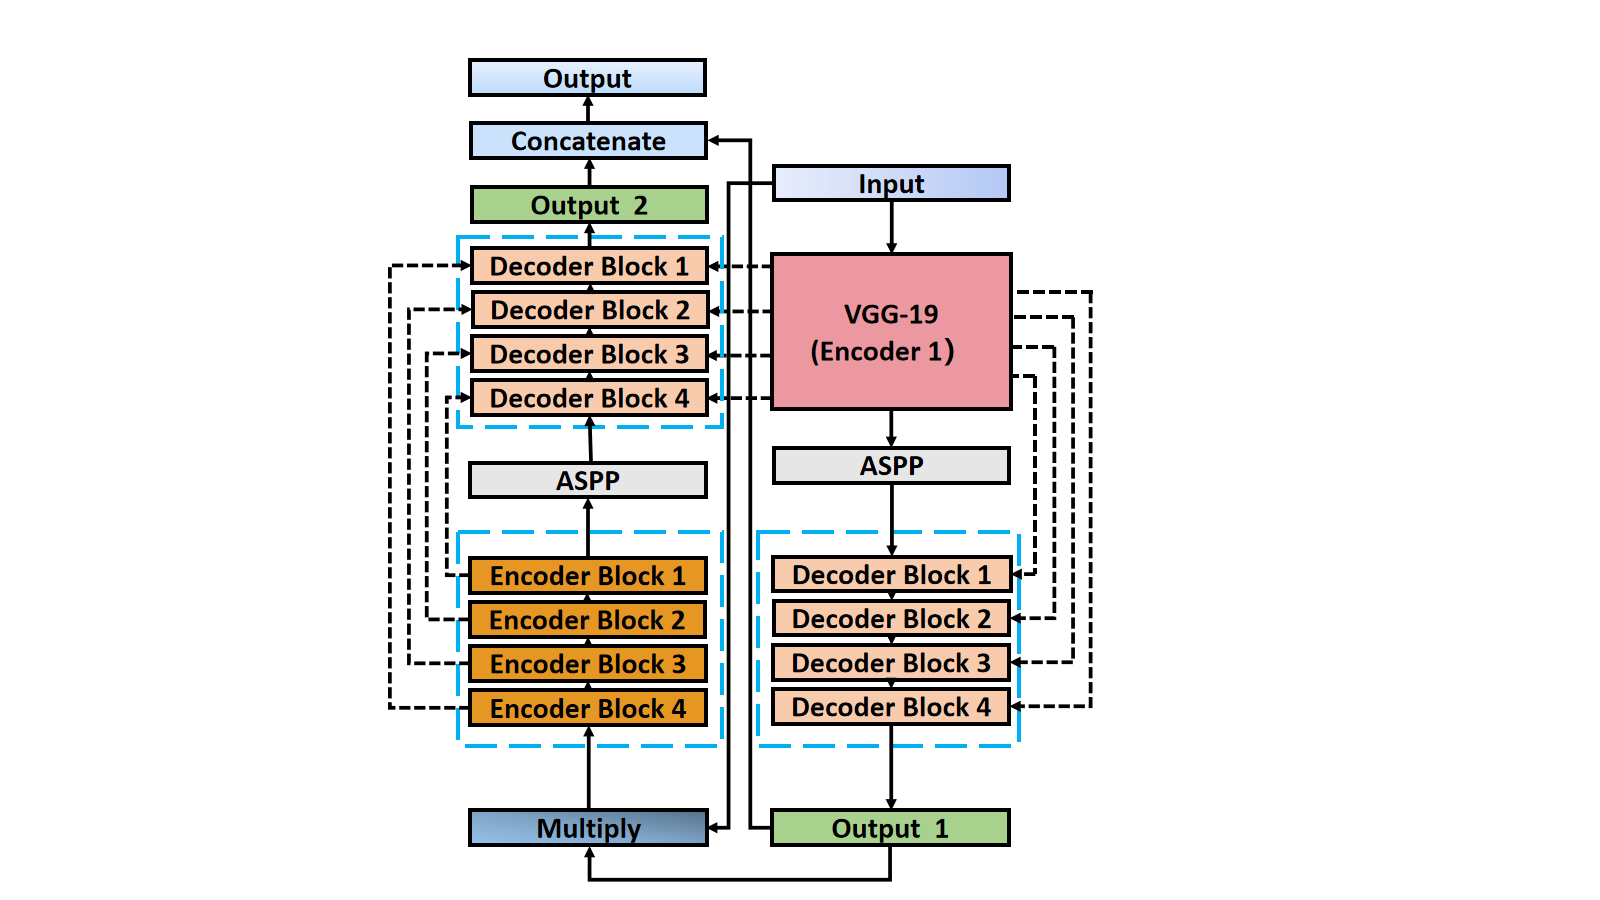 Output
Concatenate
Output 2
Decoder Block 1
Decoder Block 2
Decoder Block 3
Decoder Block 4
ASPP
Encoder Block 1
Encoder Block 2
Encoder Block 3
Encoder Block 4
Multiply
Input
VGG-19
(Encoder 1)
ASPP
Decoder Block 1
Decoder Block 2
Decoder Block 3
Decoder Block 4
Output 1